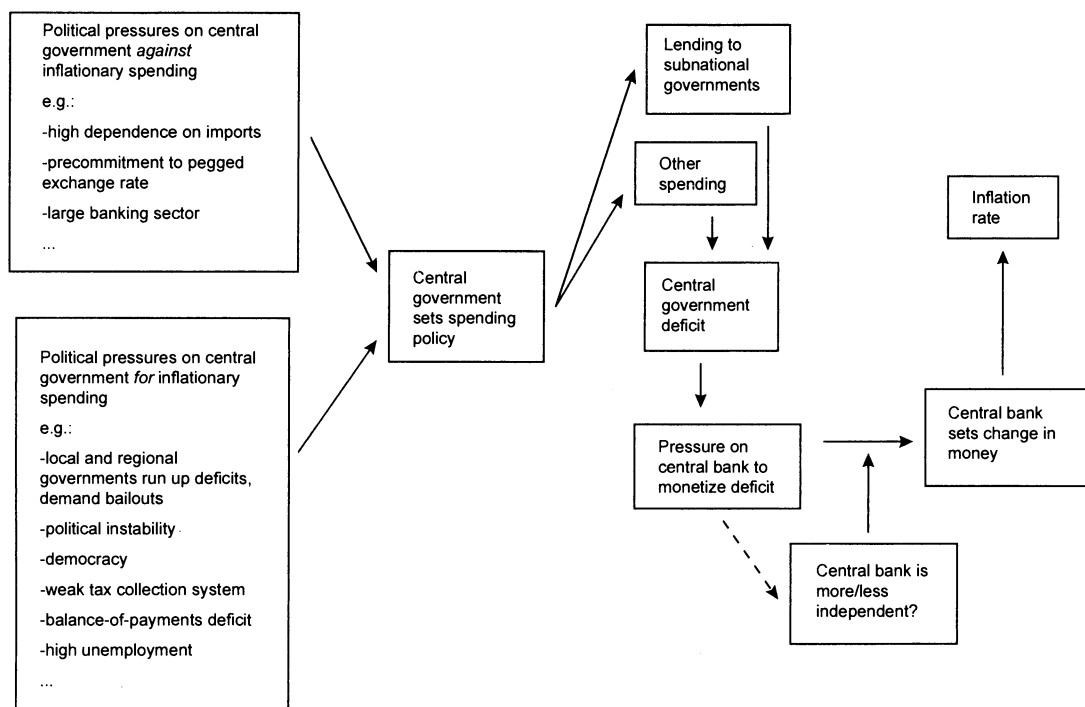 Political pressures on central
government against
inflationary spending
e.g.:
-high dependence on imports
-precommitment to pegged
exchange rate
-large banking sector
...
Political pressures on central
government for inflationary
spending
e.g.:
-local and regional
governments run up deficits,
demand bailouts
-political instability
-democracy
-weak tax collection system
-balance-of-payments deficit
-high unemployment
...
Central
government
sets spending
policy
Lending to
subnational
governments
Other
spending
Central
government
deficit
Pressure on
central bank to
monetize deficit
Central bank is
more/less
independent?
Central bank
sets change in
money
Inflation
rate